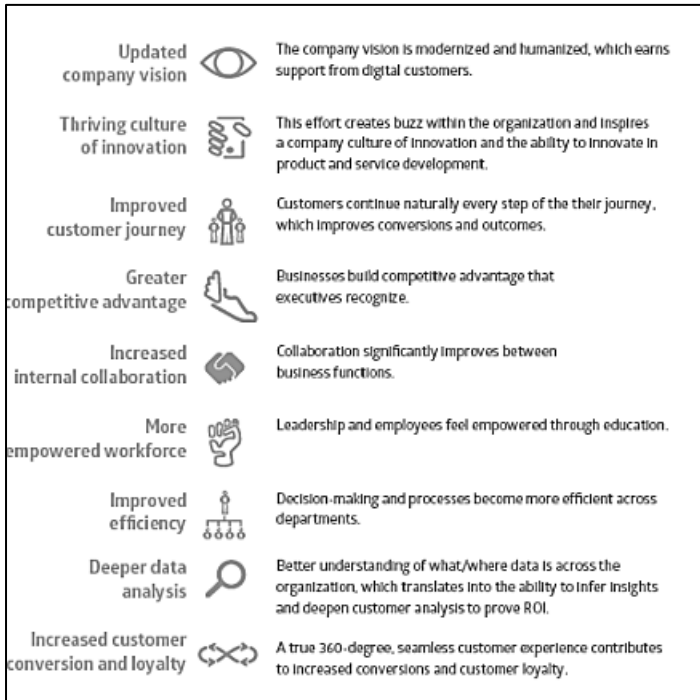 Updated
company vision
The company vision is modernized and humanized, which earns
support from digital customers.
Thriving culture
of innovation
This effort creates buzz within the organization and inspires
a company culture of innovation and the ability to innovate in
product and service development.
Improved
customer journey
Customers continue naturally every step of the their journey,
which improves conversions and outcomes.
Greater
competitive advantage
Businesses build competitive advantage that
executives recognize.
Increased
internal collaboration
Collaboration significantly improves between
business functions.
More
empowered workforce
Leadership and employees feel empowered through education.
Improved
efficiency
Decision-making and processes become more efficient across
departments.
Deeper data
analysis
Better understanding of what/where data is across the
organization, which translates into the ability to infer insights
and deepen customer analysis to prove ROI.
Increased customer
conversion and loyalty
A true 360-degree, seamless customer experience contributes
to increased conversions and customer loyalty.